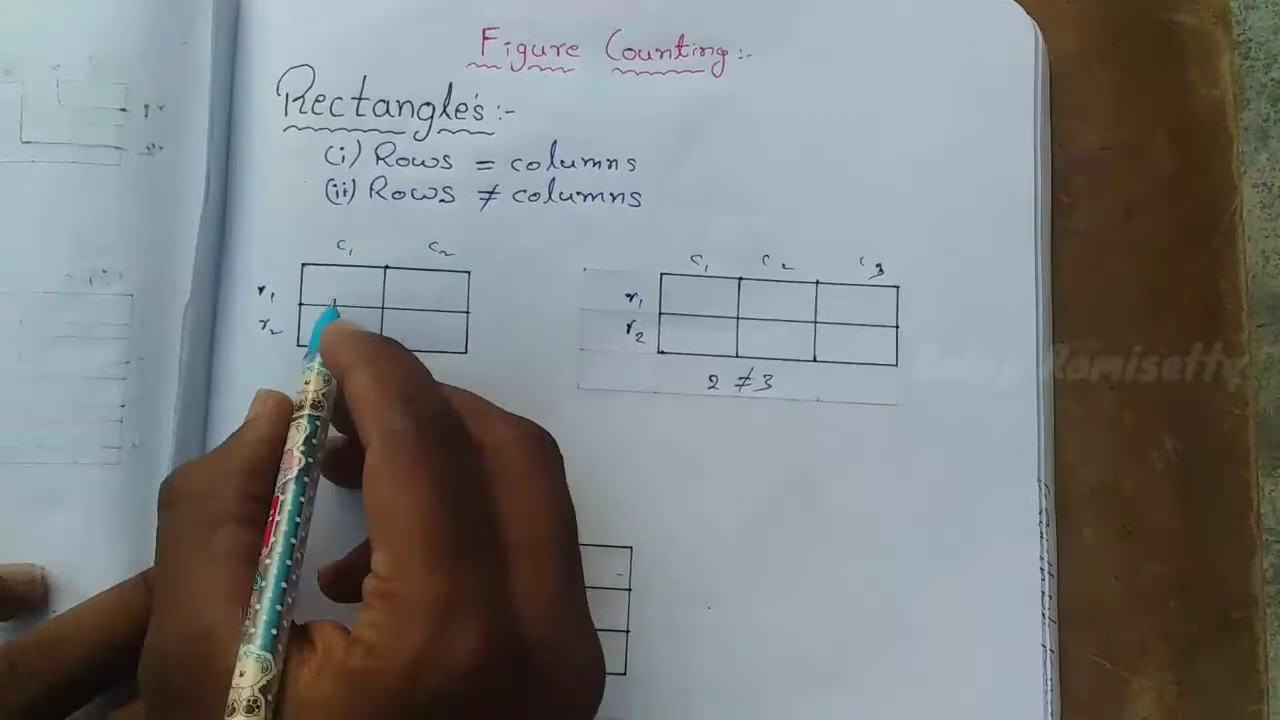 Figure Counting:-
Rectangle's:-
(i) Rows = columns
(ii) Rows ≠ columns
c₁ c₂
r₁
r₂
c₁ c₂ c₃
r₁
r₂
2 ≠ 3
Ramisetty